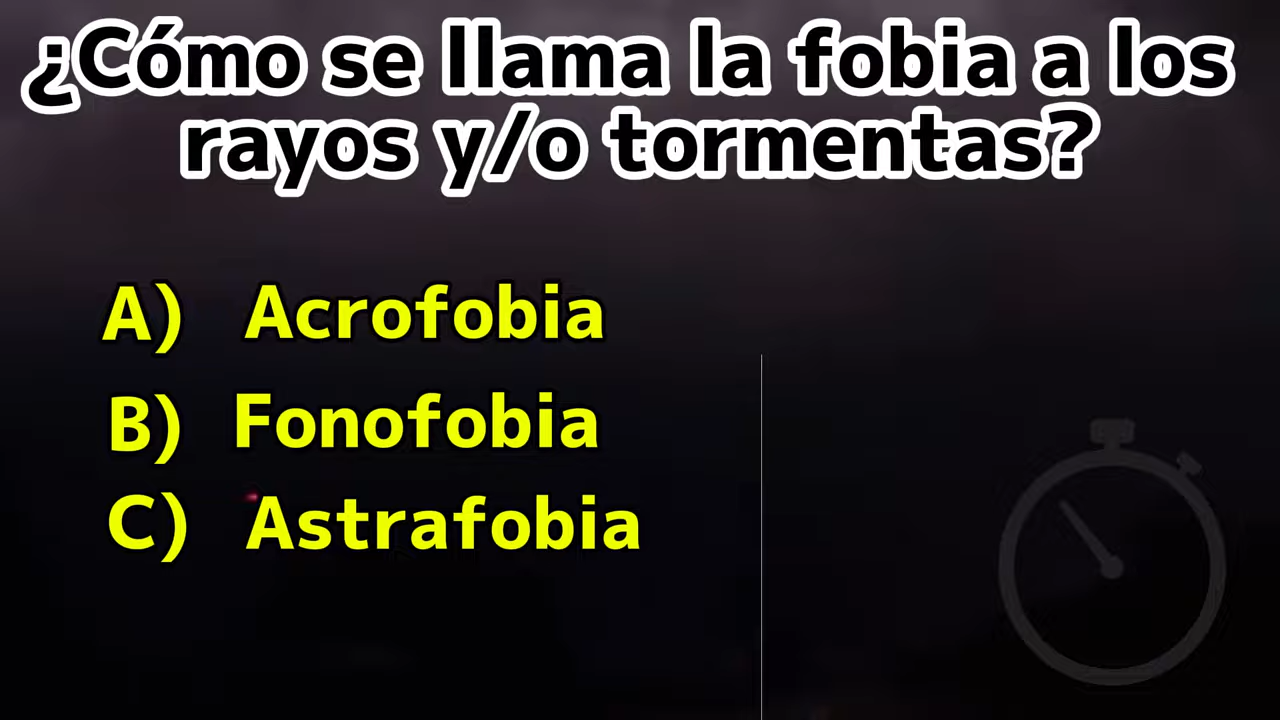 ¿Cómo se llama la fobia a los
rayos y/o tormentas?
A) Acrofobia
B) Fonofobia
C) Astrafobia